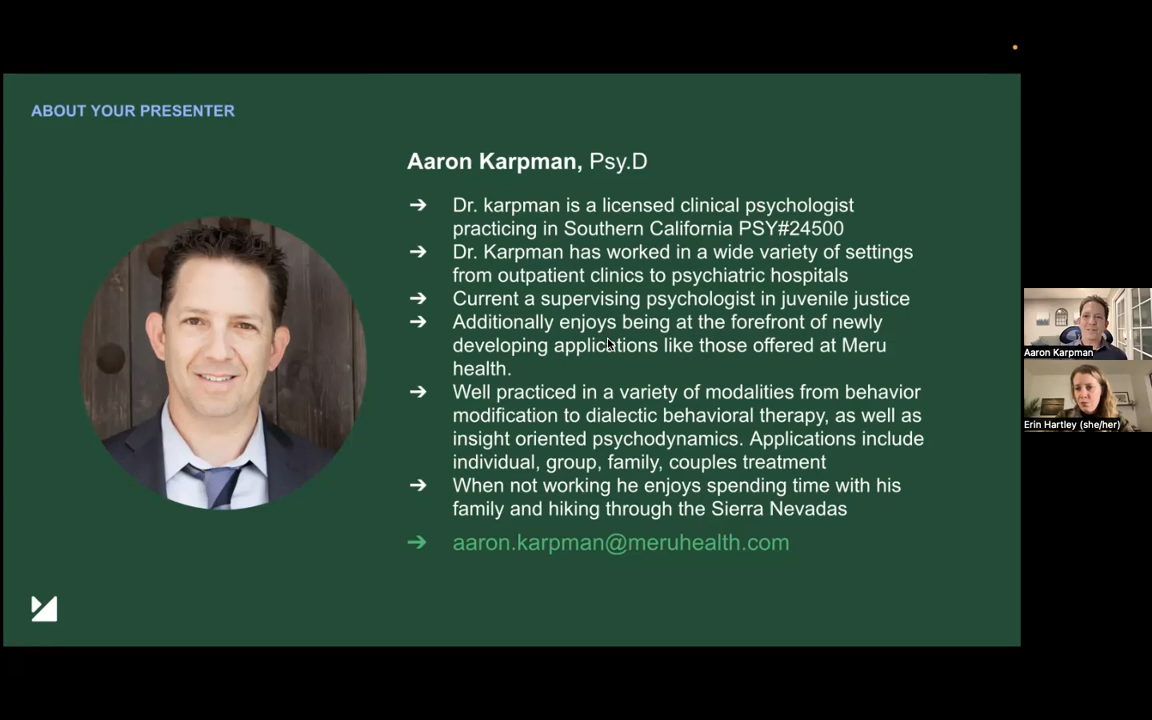 ABOUT YOUR PRESENTER
Aaron Karpman, Psy.D
➔ Dr. karpman is a licensed clinical psychologist
practicing in Southern California PSY#24500
➔ Dr. Karpman has worked in a wide variety of settings
from outpatient clinics to psychiatric hospitals
➔ Current a supervising psychologist in juvenile justice
➔ Additionally enjoys being at the forefront of newly
developing applications like those offered at Meru
health.
➔ Well practiced in a variety of modalities from behavior
modification to dialectic behavioral therapy, as well as
insight oriented psychodynamics. Applications include
individual, group, family, couples treatment
➔ When not working he enjoys spending time with his
family and hiking through the Sierra Nevadas
➔ aaron.karpman@meruhealth.com
Aaron Karpman
Erin Hartley (she/her)